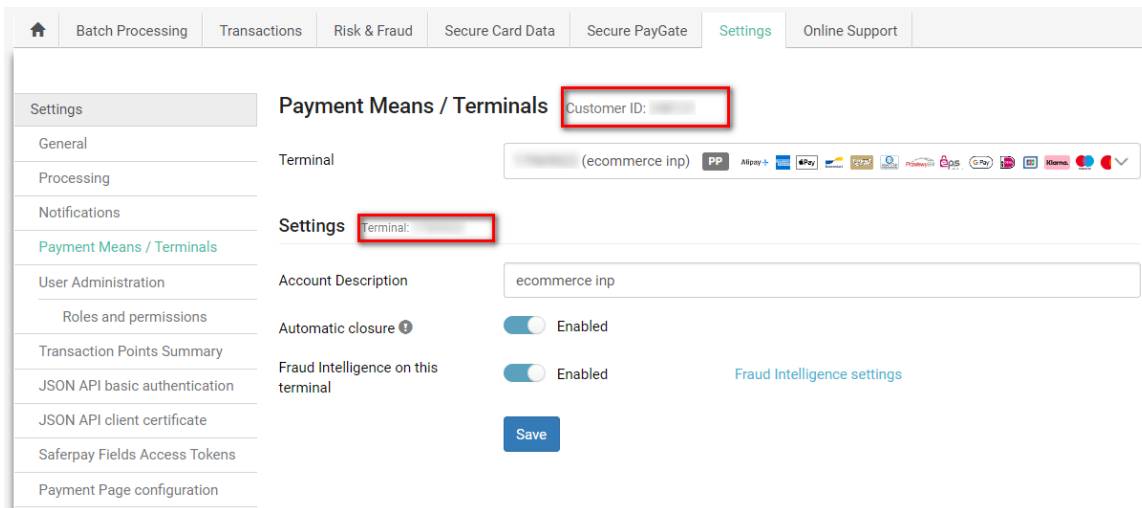 Batch Processing Transactions Risk & Fraud Secure Card Data Secure PayGate Settings Online Support
Settings
General
Processing
Notifications
Payment Means / Terminals
User Administration
Roles and permissions
Transaction Points Summary
JSON API basic authentication
JSON API client certificate
Saferpay Fields Access Tokens
Payment Page configuration
Payment Means / Terminals Customer ID:
Terminal (ecommerce inp) PP Alipay+ Pay eps G Pay Klarna.
Settings Terminal:
Account Description ecommerce inp
Automatic closure Enabled
Fraud Intelligence on this
terminal
Enabled Fraud Intelligence settings
Save